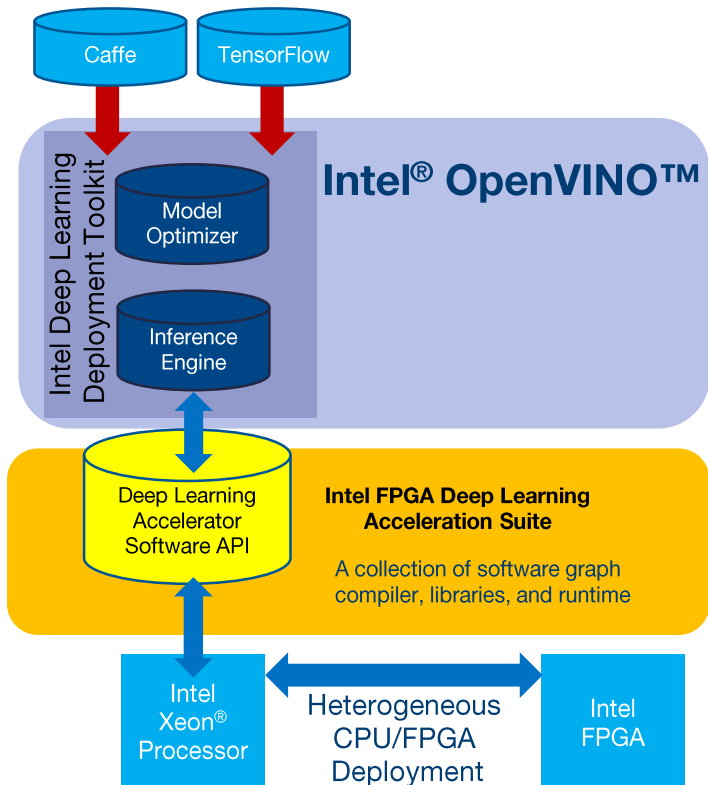 Caffe
TensorFlow
Intel® OpenVINO™
Intel Deep Learning
Deployment Toolkit
Model
Optimizer
Inference
Engine
Deep Learning
Accelerator
Software API
Intel FPGA Deep Learning
Acceleration Suite
A collection of software graph
compiler, libraries, and runtime
Intel
Xeon®
Processor
Heterogeneous
CPU/FPGA
Deployment
Intel
FPGA